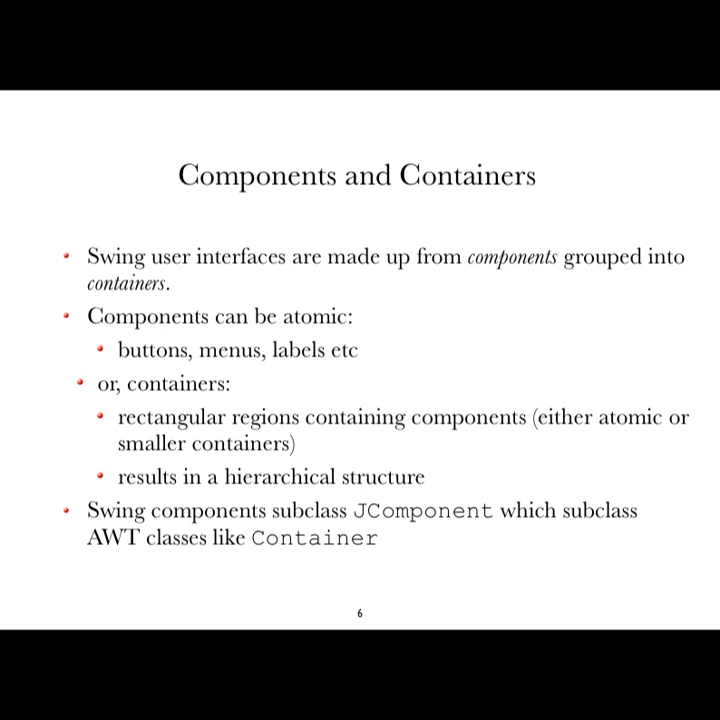 Components and Containers
• Swing user interfaces are made up from components grouped into
containers.
• Components can be atomic:
• buttons, menus, labels etc
• or, containers:
• rectangular regions containing components (either atomic or
smaller containers)
• results in a hierarchical structure
• Swing components subclass JComponent which subclass
AWT classes like Container
6